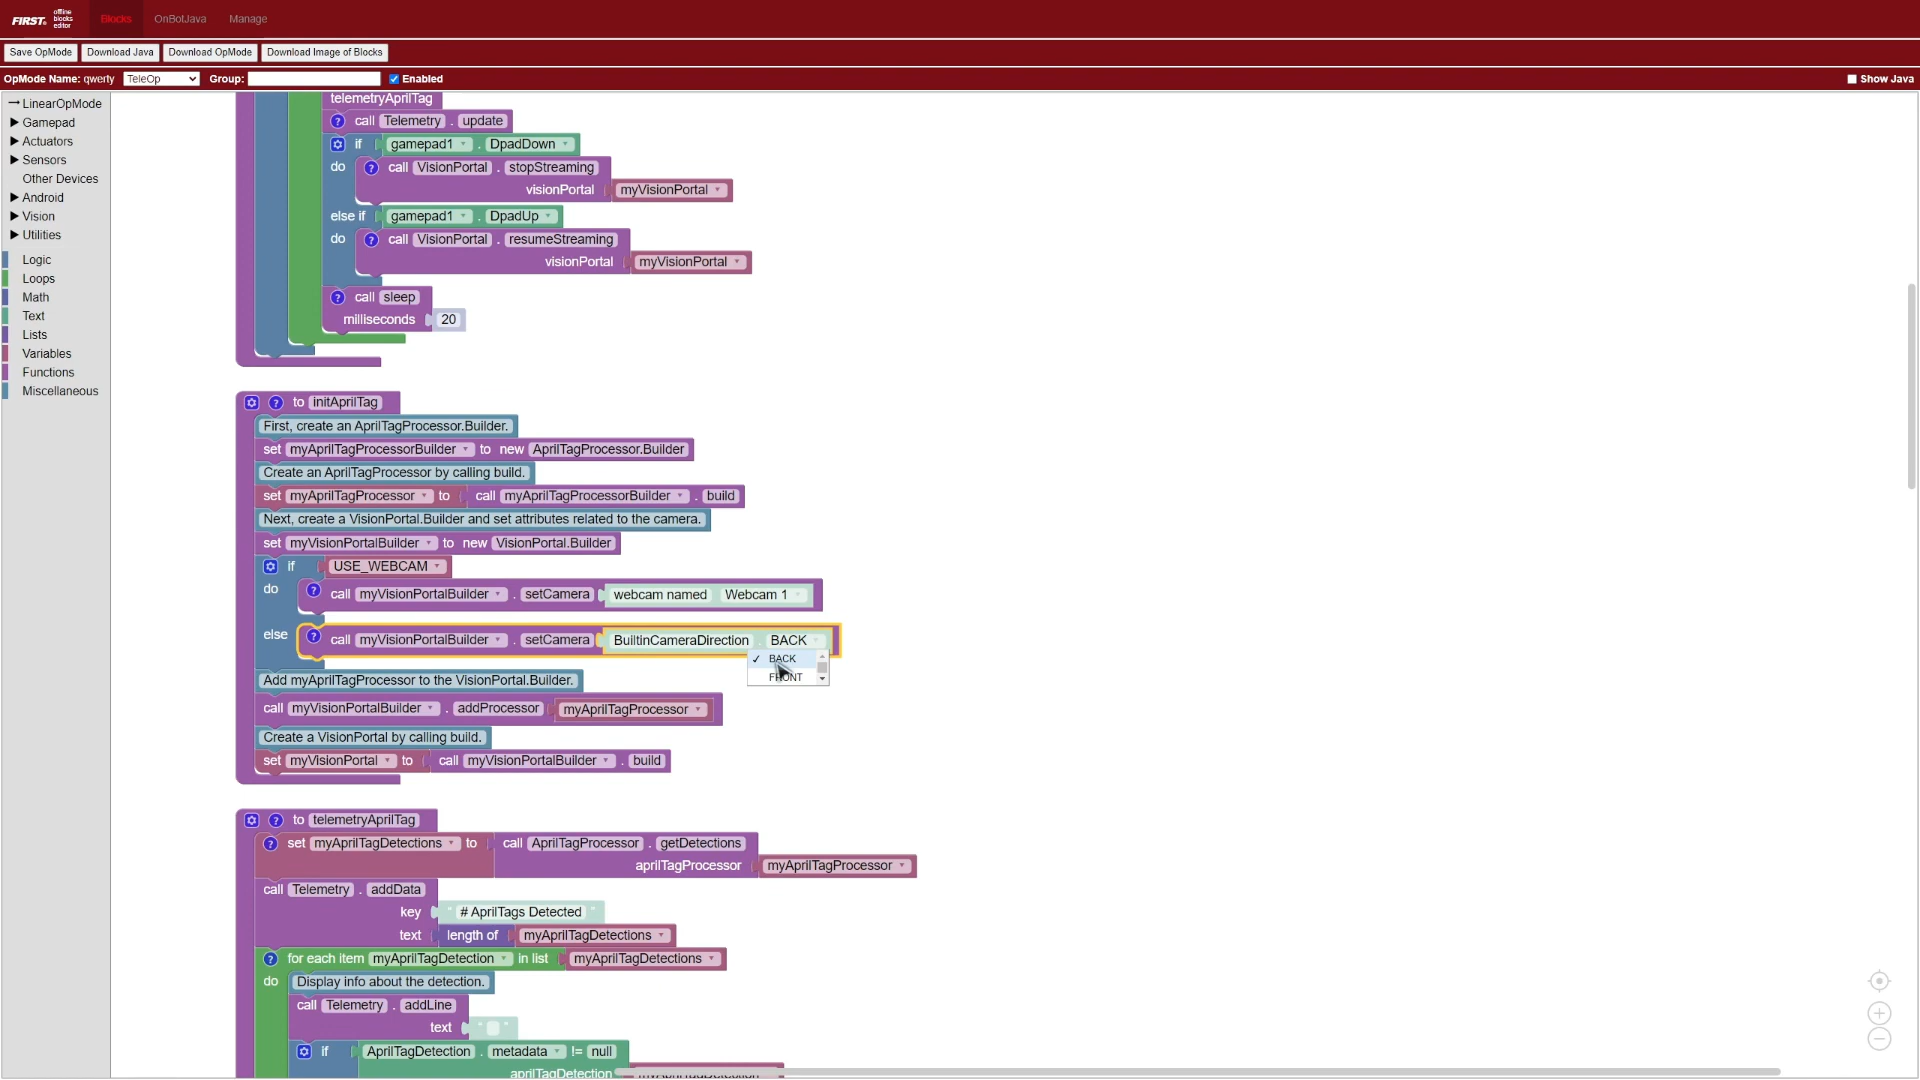 FIRST. offline blocks editor Blocks OnBotJava Manage
Save OpMode Download Java Download OpMode Download Image of Blocks
OpMode Name: qwerty TeleOp Group: Enabled Show Java
LinearOpMode
Gamepad
Actuators
Sensors
Other Devices
Android
Vision
Utilities
Logic
Loops
Math
Text
Lists
Variables
Functions
Miscellaneous
telemetryAprilTag
? call Telemetry . update
if gamepad1 . DpadDown
do ? call VisionPortal . stopStreaming
visionPortal myVisionPortal
else if gamepad1 . DpadUp
do ? call VisionPortal . resumeStreaming
visionPortal myVisionPortal
? call sleep
milliseconds 20
? to initAprilTag
First, create an AprilTagProcessor.Builder.
set myAprilTagProcessorBuilder to new AprilTagProcessor.Builder
Create an AprilTagProcessor by calling build.
set myAprilTagProcessor to call myAprilTagProcessorBuilder . build
Next, create a VisionPortal.Builder and set attributes related to the camera.
set myVisionPortalBuilder to new VisionPortal.Builder
if USE_WEBCAM
do ? call myVisionPortalBuilder . setCamera webcam named Webcam 1
else ? call myVisionPortalBuilder . setCamera BuiltinCameraDirection . BACK
✓ BACK
FRONT
Add myAprilTagProcessor to the VisionPortal.Builder.
call myVisionPortalBuilder . addProcessor myAprilTagProcessor
Create a VisionPortal by calling build.
set myVisionPortal to call myVisionPortalBuilder . build
? to telemetryAprilTag
? set myAprilTagDetections to call AprilTagProcessor . getDetections
aprilTagProcessor myAprilTagProcessor
call Telemetry . addData
key " # AprilTags Detected "
text length of myAprilTagDetections
? for each item myAprilTagDetection in list myAprilTagDetections
do Display info about the detection.
call Telemetry . addLine
text " "
if AprilTagDetection . metadata != null
aprilTagDetection myAprilTagDetection